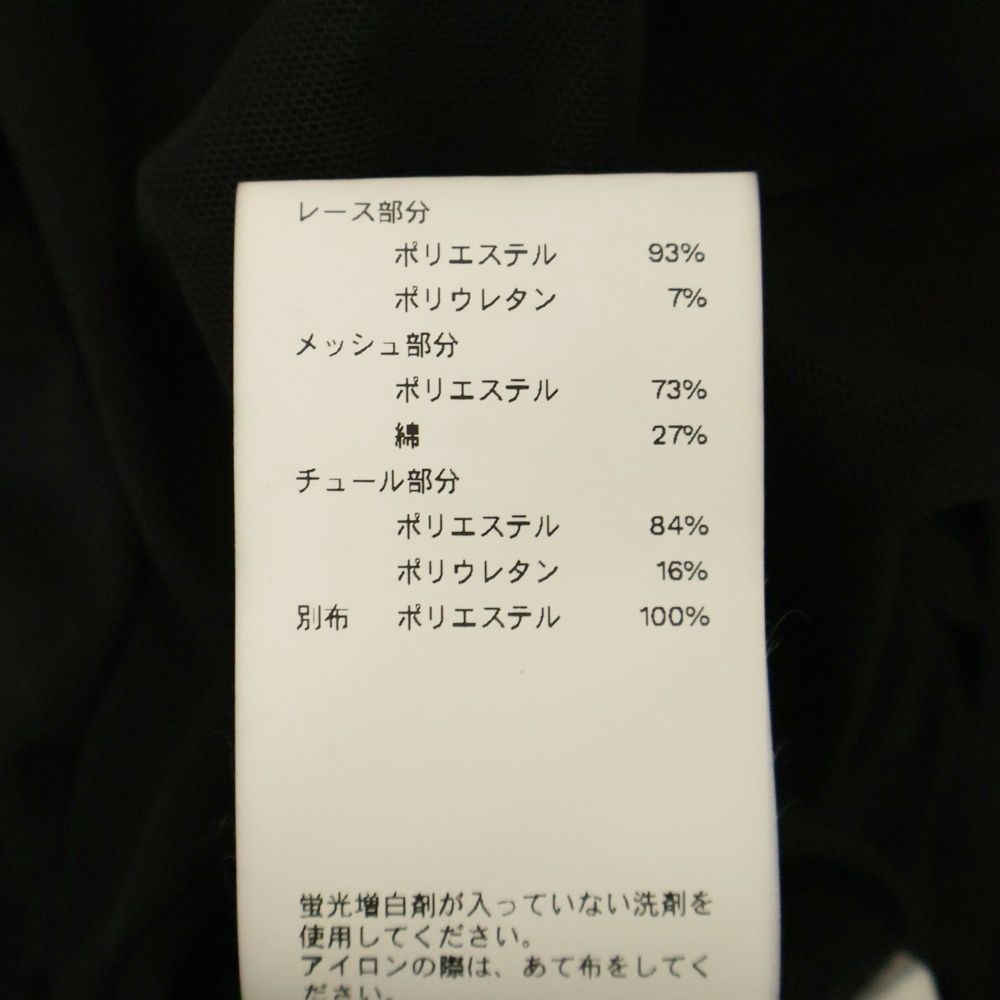 レース部分
ポリエステル 93%
ポリウレタン 7%
メッシュ部分
ポリエステル 73%
綿 27%
チュール部分
ポリエステル 84%
ポリウレタン 16%
別布 ポリエステル 100%
蛍光増白剤が入っていない洗剤を
使用してください。
アイロンの際は、あて布をしてく
ださい。